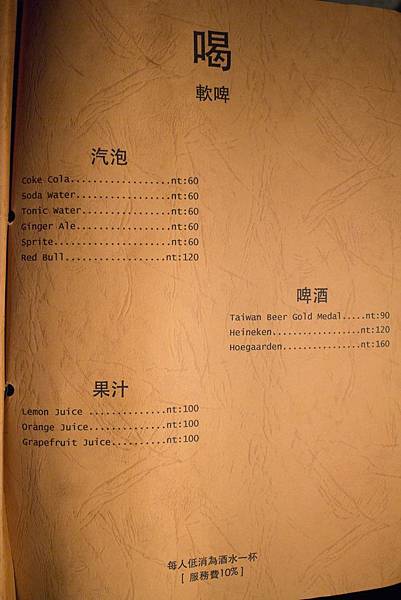 喝
軟啤
汽泡
Coke Cola..................nt:60
Soda Water.................nt:60
Tonic Water................nt:60
Ginger Ale.................nt:60
Sprite.....................nt:60
Red Bull..................nt:120
啤酒
Taiwan Beer Gold Medal.....nt:90
Heineken.................nt:120
Hoegaarden...............nt:160
果汁
Lemon Juice ..............nt:100
Orange Juice..............nt:100
Grapefruit Juice..........nt:100
每人低消為酒水一杯
[ 服務費10%]